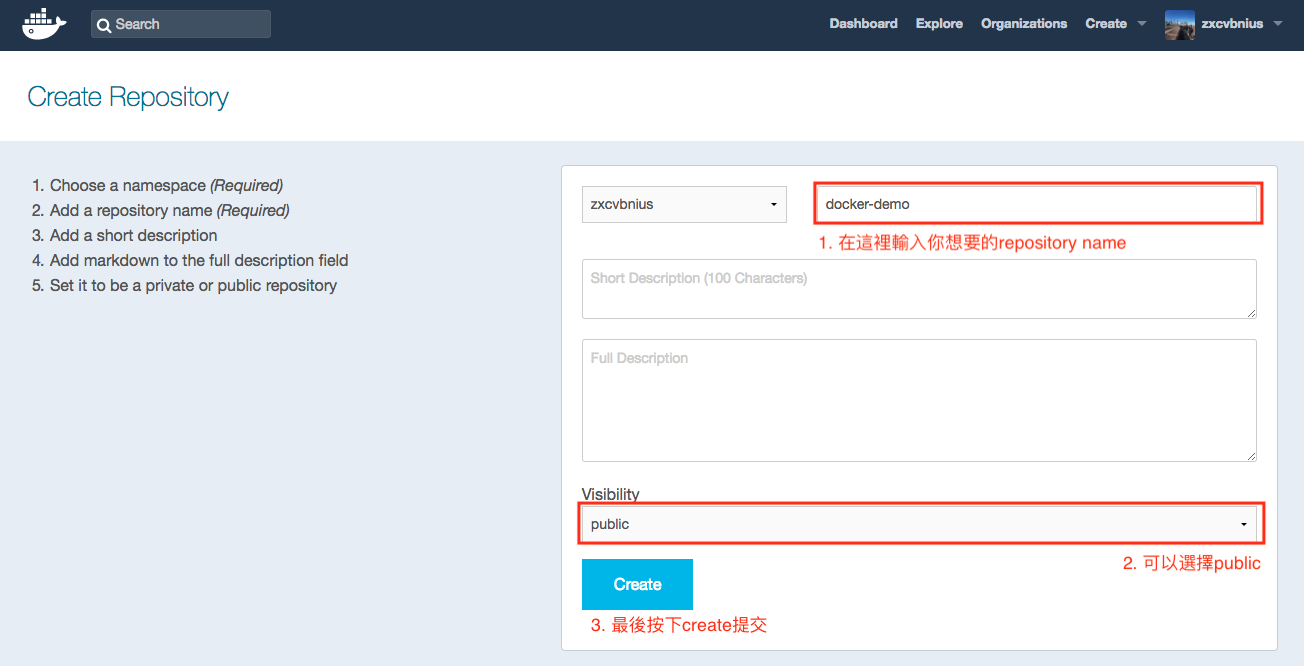 Search
Dashboard Explore Organizations Create zxcvbnius
Create Repository
1. Choose a namespace (Required)
2. Add a repository name (Required)
3. Add a short description
4. Add markdown to the full description field
5. Set it to be a private or public repository
zxcvbnius
docker-demo
1. 在這裡輸入你想要的repository name
Short Description (100 Characters)
Full Description
Visibility
public
2. 可以選擇public
Create
3. 最後按下create提交